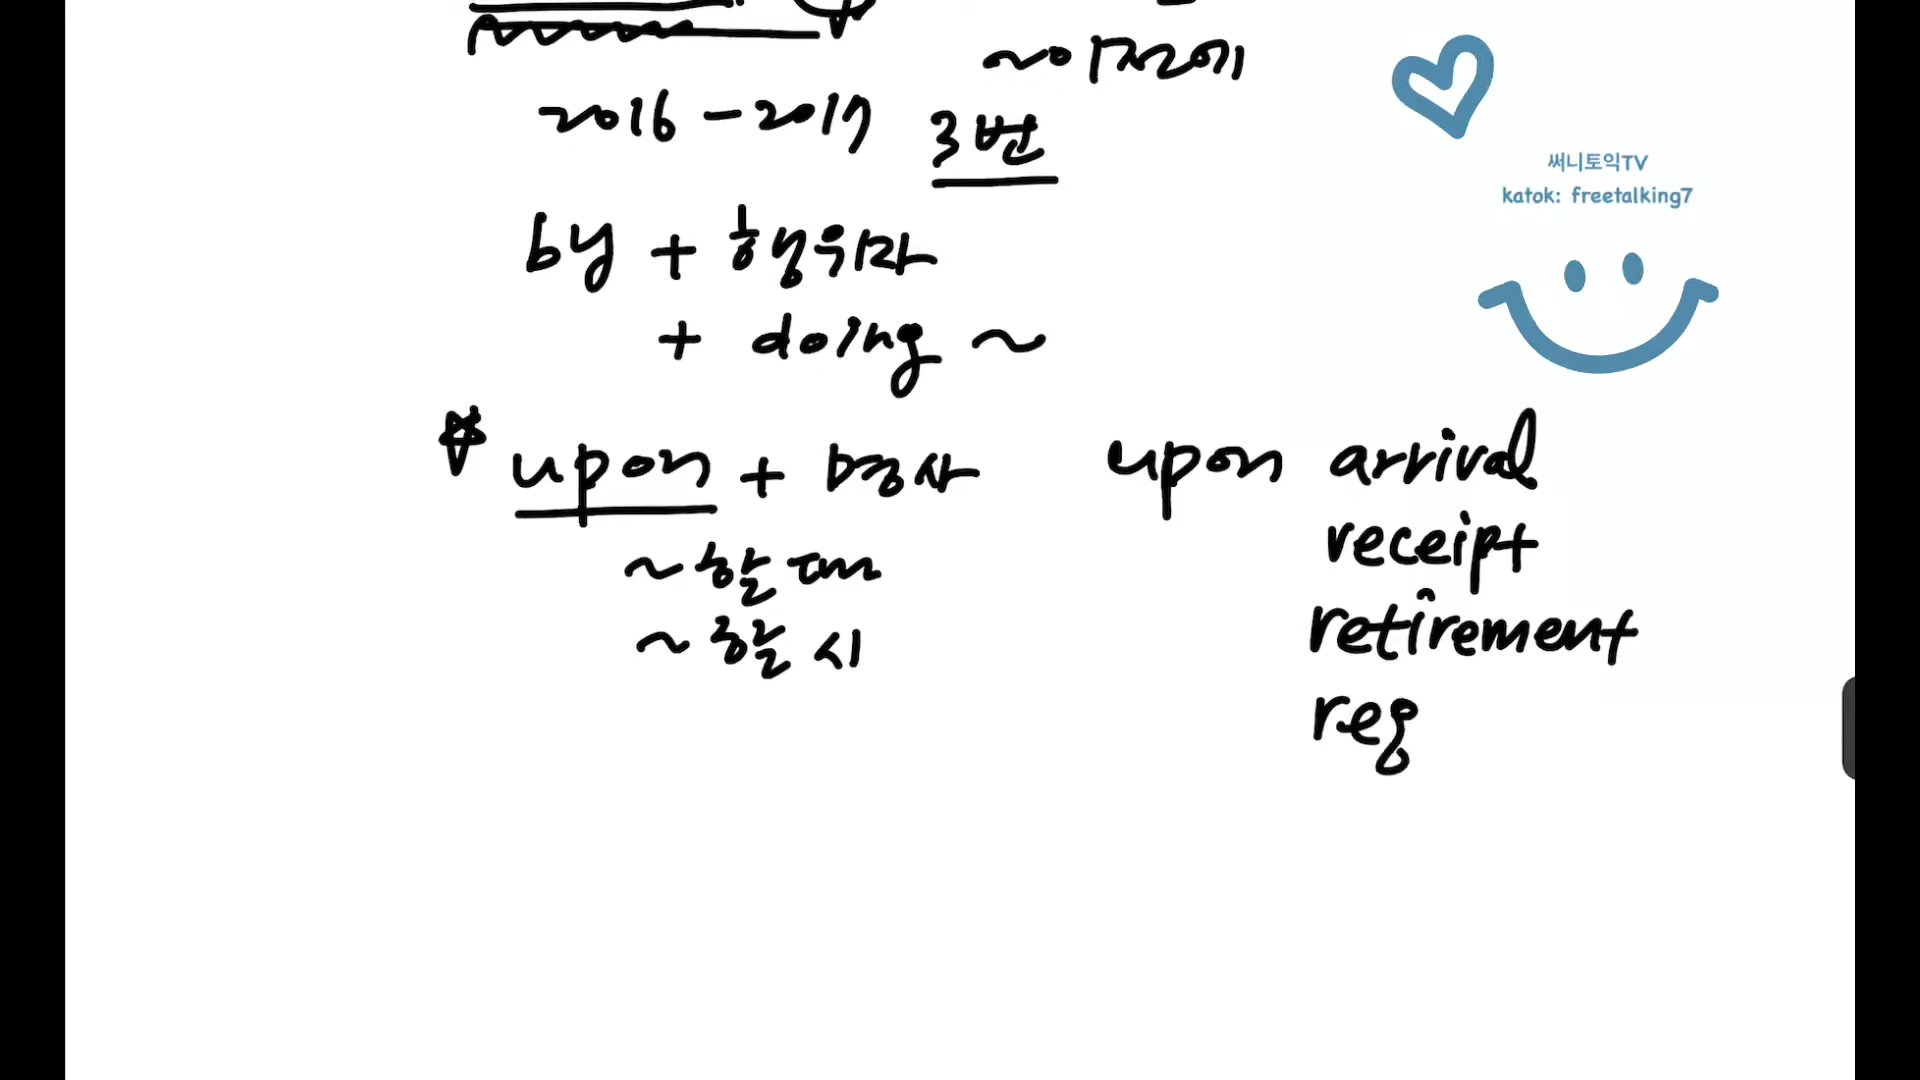 ~이전에
2016 - 2017 3번
써니토익TV
katok: freetalking7
by + 행위자
+ doing ~
☆ upon + 명사 upon arrival
~할 때 receipt
~할 시 retirement
reg